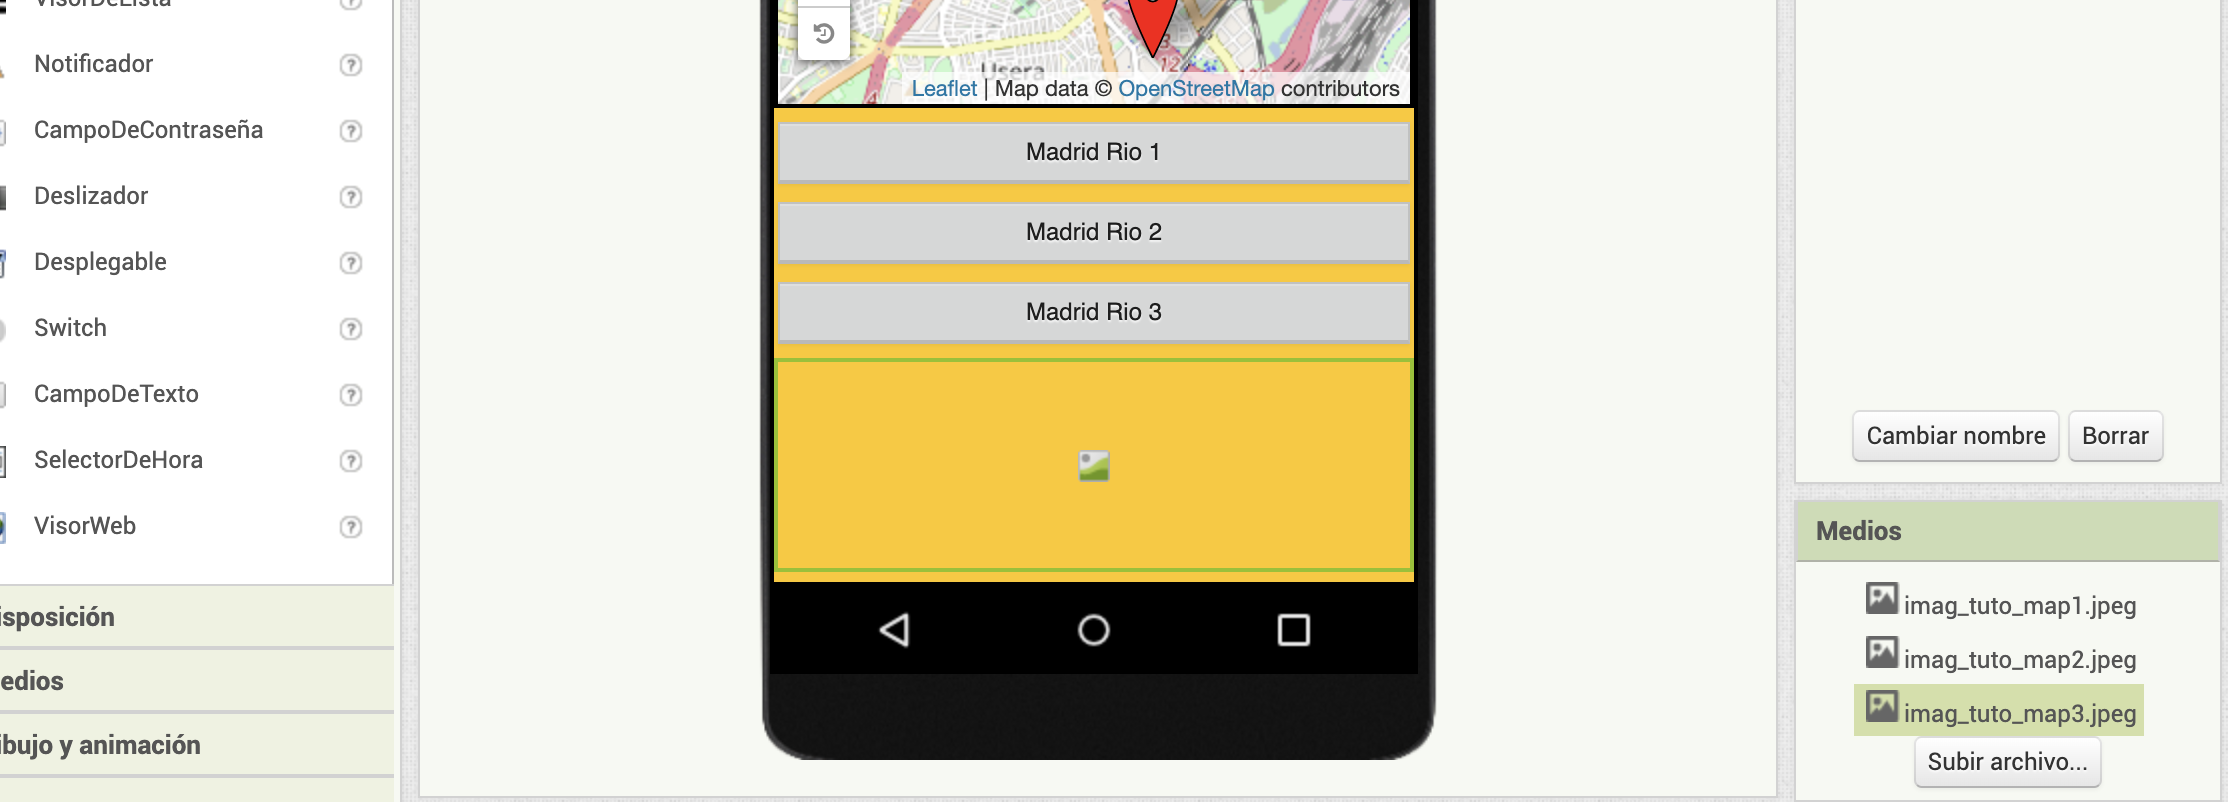 VisorDeLista
Notificador
CampoDeContraseña
Deslizador
Desplegable
Switch
CampoDeTexto
SelectorDeHora
VisorWeb
isposición
edios
ibujo y animación
Usera
Leaflet | Map data © OpenStreetMap contributors
Madrid Rio 1
Madrid Rio 2
Madrid Rio 3
Cambiar nombre
Borrar
Medios
imag_tuto_map1.jpeg
imag_tuto_map2.jpeg
imag_tuto_map3.jpeg
Subir archivo...